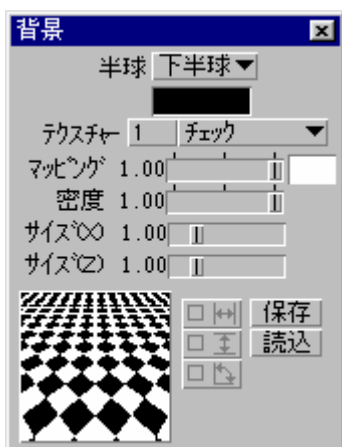 背景
半球 下半球
テクスチャー 1 チェック
マッピング 1.00
密度 1.00
サイズ(X) 1.00
サイズ(Z) 1.00
保存
読込